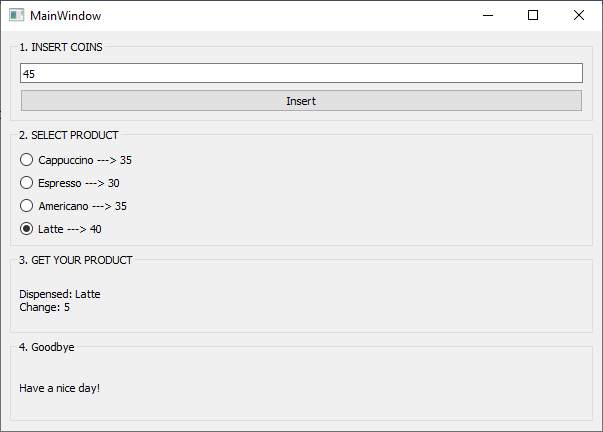 MainWindow
1. INSERT COINS
45
Insert
2. SELECT PRODUCT
Cappuccino ---> 35
Espresso ---> 30
Americano ---> 35
Latte ---> 40
3. GET YOUR PRODUCT
Dispensed: Latte
Change: 5
4. Goodbye
Have a nice day!